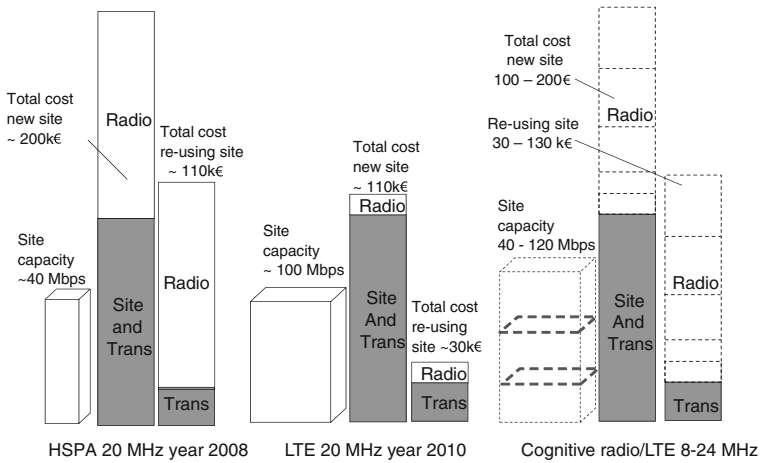 Total cost
new site
~ 200k€
Radio
Total cost
re-using site
~ 110k€
Site
capacity
~40 Mbps
Site
and
Trans
Radio
Trans
HSPA 20 MHz year 2008
Total cost
new site
~ 110k€
Radio
Site
capacity
~ 100 Mbps
Site
And
Trans
Total cost
re-using
site ~30k€
Radio
Trans
LTE 20 MHz year 2010
Total cost
new site
100 – 200€
Radio
Re-using site
30 – 130 k€
Site
capacity
40 - 120 Mbps
Site
And
Trans
Radio
Trans
Cognitive radio/LTE 8-24 MHz